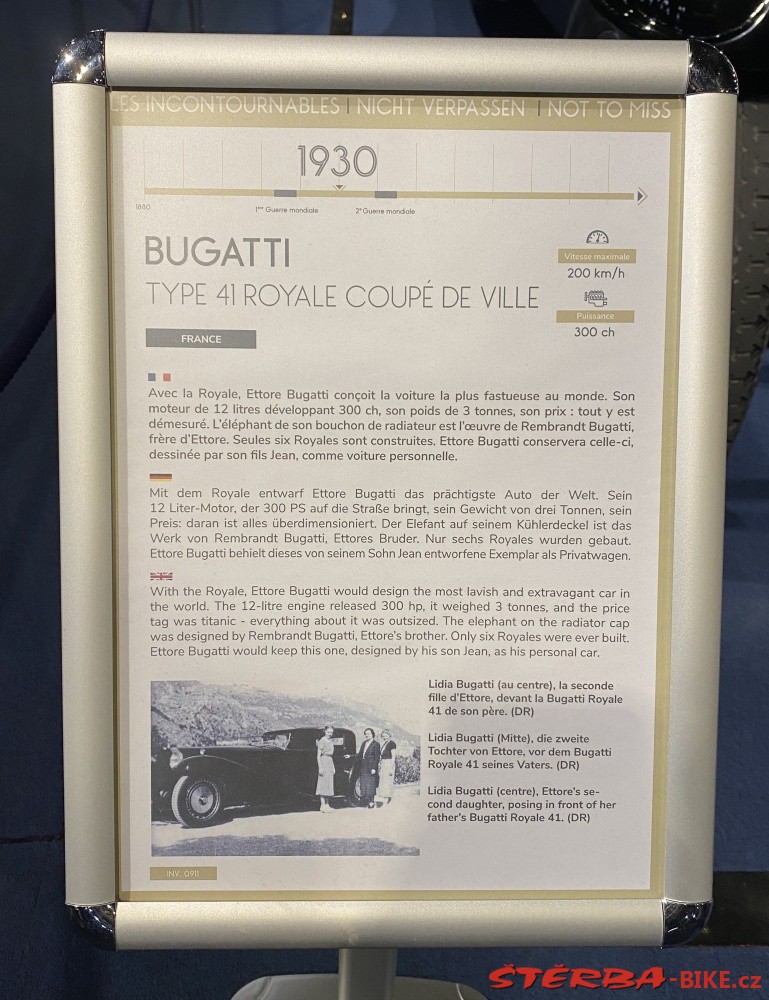 LES INCONTOURNABLES | NICHT VERPASSEN | NOT TO MISS
1930
1880
1ère Guerre mondiale
2e Guerre mondiale
BUGATTI
TYPE 41 ROYALE COUPÉ DE VILLE
FRANCE
Vitesse maximale
200 km/h
Puissance
300 ch
Avec la Royale, Ettore Bugatti conçoit la voiture la plus fastueuse au monde. Son
moteur de 12 litres développant 300 ch, son poids de 3 tonnes, son prix : tout y est
démesuré. L'éléphant de son bouchon de radiateur est l'œuvre de Rembrandt Bugatti,
frère d'Ettore. Seules six Royales sont construites. Ettore Bugatti conservera celle-ci,
dessinée par son fils Jean, comme voiture personnelle.
Mit dem Royale entwarf Ettore Bugatti das prächtigste Auto der Welt. Sein
12 Liter-Motor, der 300 PS auf die Straße bringt, sein Gewicht von drei Tonnen, sein
Preis: daran ist alles überdimensioniert. Der Elefant auf seinem Kühlerdeckel ist das
Werk von Rembrandt Bugatti, Ettores Bruder. Nur sechs Royales wurden gebaut.
Ettore Bugatti behielt dieses von seinem Sohn Jean entworfene Exemplar als Privatwagen.
With the Royale, Ettore Bugatti would design the most lavish and extravagant car in
the world. The 12-litre engine released 300 hp, it weighed 3 tonnes, and the price
tag was titanic - everything about it was outsized. The elephant on the radiator cap
was designed by Rembrandt Bugatti, Ettore's brother. Only six Royales were ever built.
Ettore Bugatti would keep this one, designed by his son Jean, as his personal car.
Lidia Bugatti (au centre), la seconde
fille d'Ettore, devant la Bugatti Royale
41 de son père. (DR)
Lidia Bugatti (Mitte), die zweite
Tochter von Ettore, vor dem Bugatti
Royale 41 seines Vaters. (DR)
Lidia Bugatti (centre), Ettore's se-
cond daughter, posing in front of her
father's Bugatti Royale 41. (DR)
INV. 0911
ŠTĚRBA-BIKE.cz